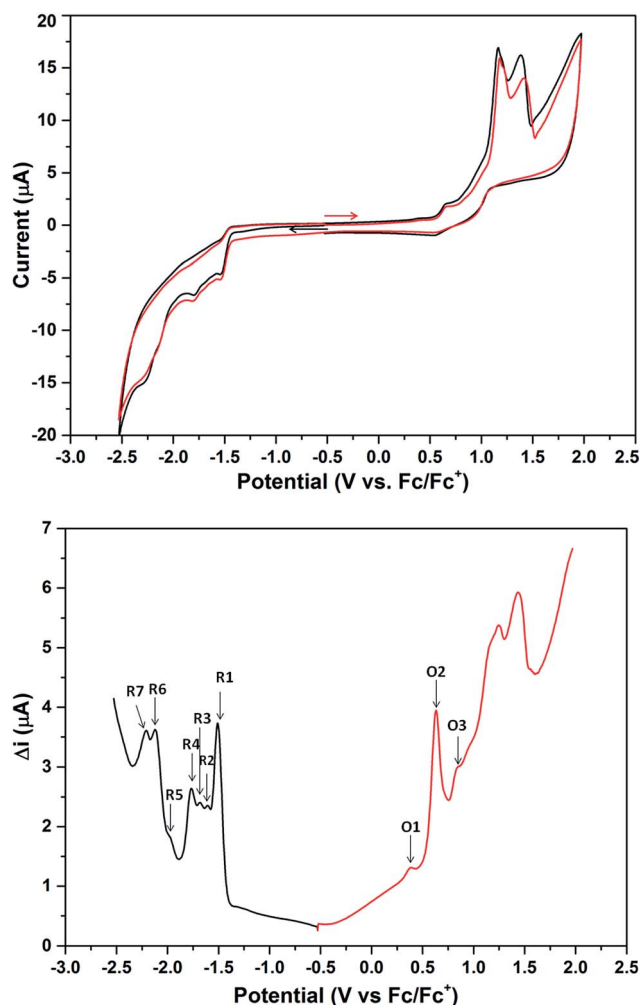 20
15
10
5
0
-5
-10
-15
-20
Current (μA)
-3.0 -2.5 -2.0 -1.5 -1.0 -0.5 0.0 0.5 1.0 1.5 2.0 2.5
Potential (V vs. Fc/Fc+)
7
6
5
4
3
2
1
0
Δi (μA)
R7 R6 R5 R4 R3 R2 R1
O1 O2 O3
-3.0 -2.5 -2.0 -1.5 -1.0 -0.5 0.0 0.5 1.0 1.5 2.0 2.5
Potential (V vs Fc/Fc+)